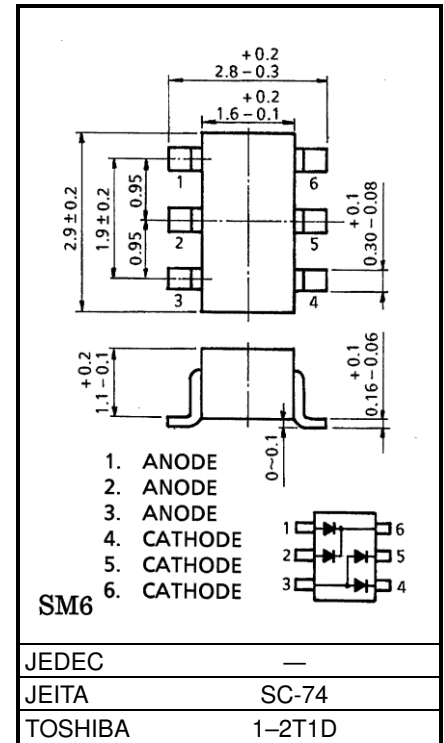 +0.2
2.8 – 0.3
+0.2
1.6 – 0.1
2.9 ± 0.2
1.9 ± 0.2
0.95
0.95
1
2
3
6
5
4
+0.1
0.30 – 0.08
+0.2
1.1 – 0.1
+0.1
0.16 – 0.06
0~0.1
1. ANODE
2. ANODE
3. ANODE
4. CATHODE
5. CATHODE
6. CATHODE
1
2
3
6
5
4
SM6
JEDEC —
JEITA SC-74
TOSHIBA 1–2T1D